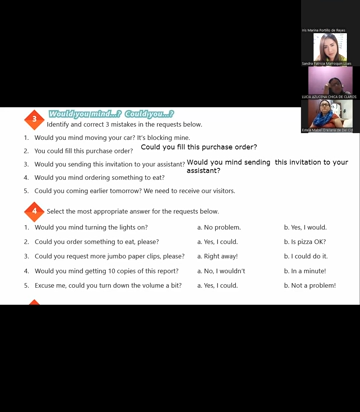 Iris Marina Portillo de Reyes
Would you mind...? Could you...?
3
Identify and correct 3 mistakes in the requests below.
1. Would you mind moving your car? It's blocking mine.
2. You could fill this purchase order?
Could you fill this purchase order?
3. Would you sending this invitation to your assistant?
Would you mind sending this invitation to your
assistant?
4. Would you mind ordering something to eat?
5. Could you coming earlier tomorrow? We need to receive our visitors.
4
Select the most appropriate answer for the requests below.
1. Would you mind turning the lights on? a. No problem. b. Yes, I would.
2. Could you order something to eat, please? a. Yes, I could. b. Is pizza OK?
3. Could you request more jumbo paper clips, please? a. Right away! b. I could do it.
4. Would you mind getting 10 copies of this report? a. No, I wouldn't b. In a minute!
5. Excuse me, could you turn down the volume a bit? a. Yes, I could. b. Not a problem!